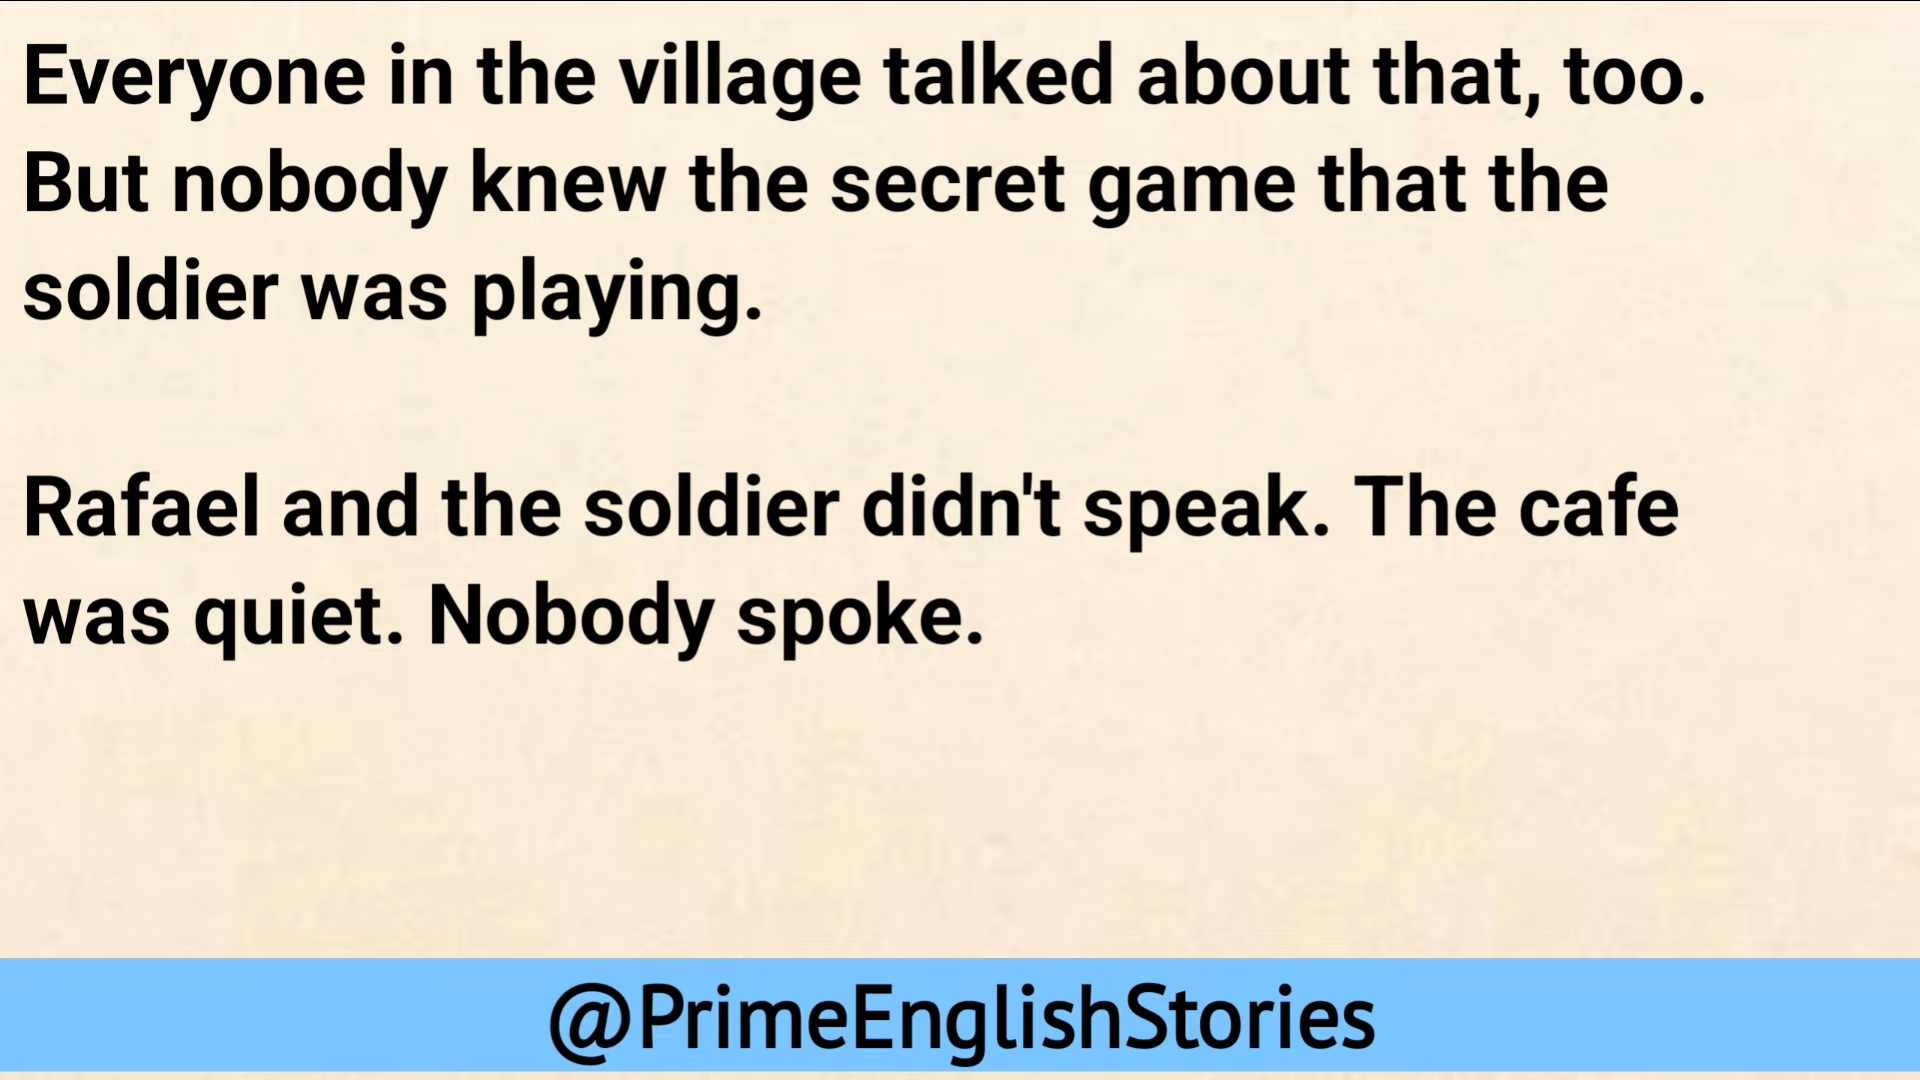 Everyone in the village talked about that, too.
But nobody knew the secret game that the
soldier was playing.
Rafael and the soldier didn't speak. The cafe
was quiet. Nobody spoke.
@PrimeEnglishStories